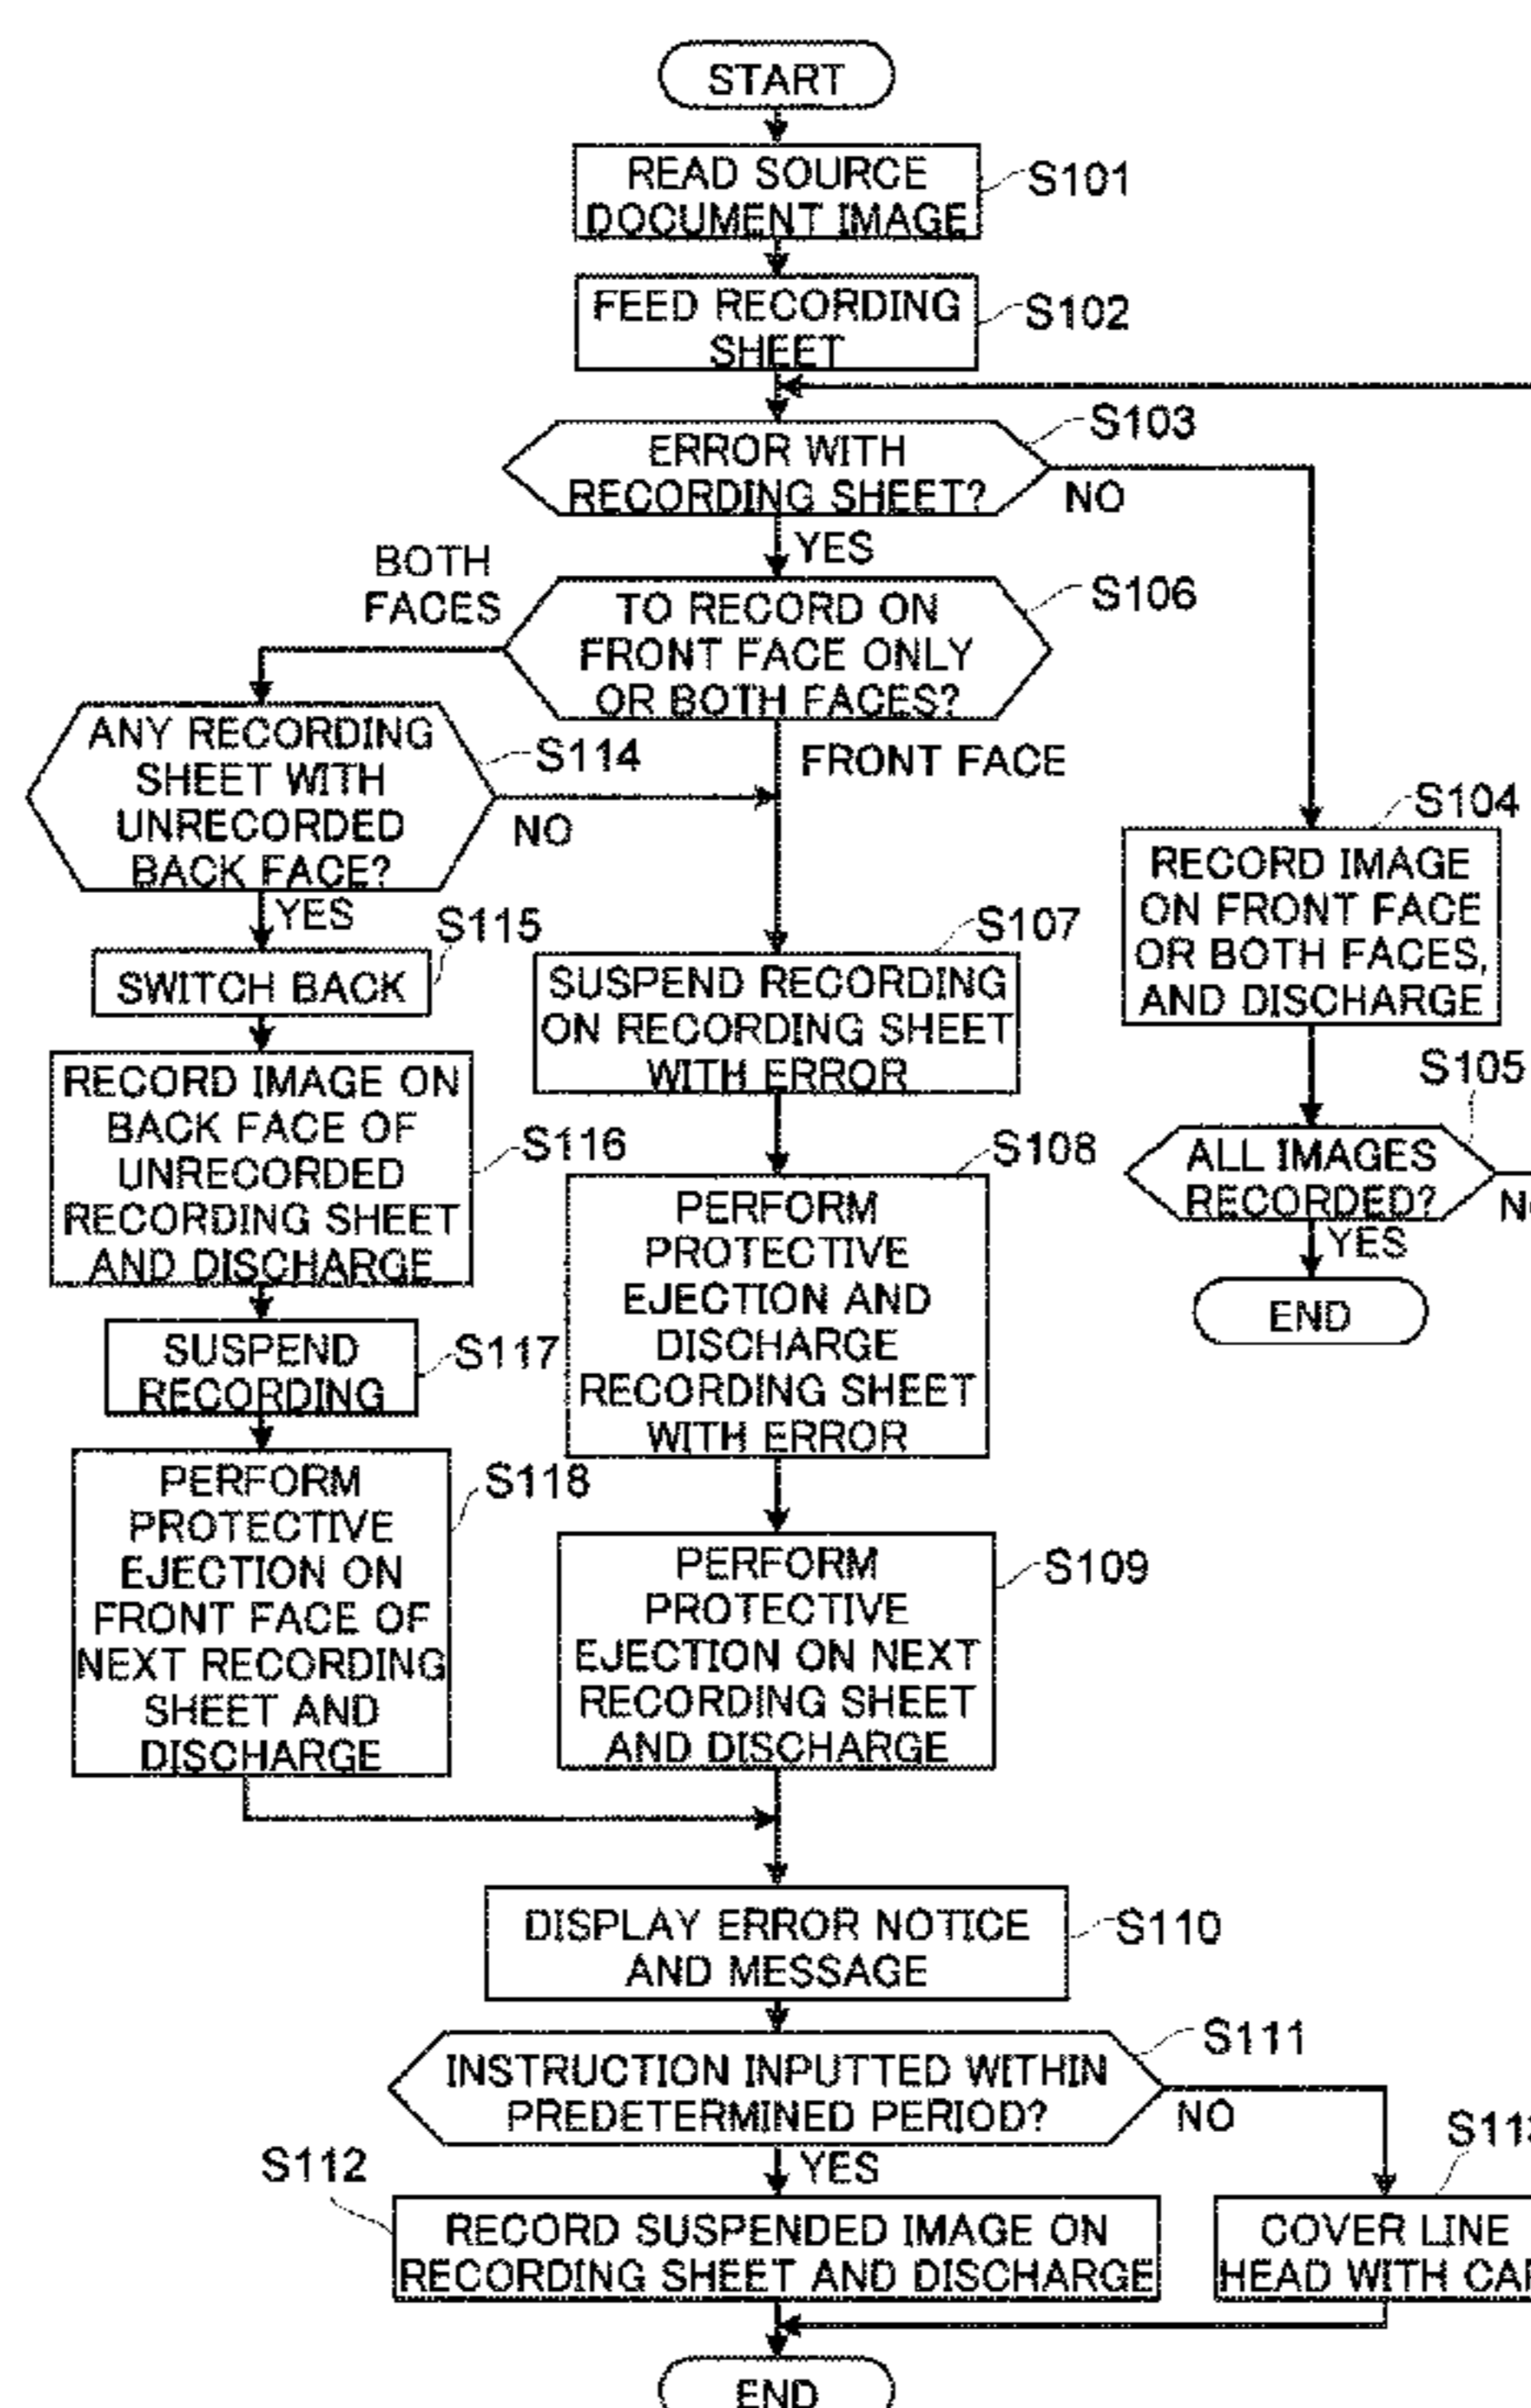 START
READ SOURCE
DOCUMENT IMAGE
S101
FEED RECORDING
SHEET
S102
ERROR WITH
RECORDING SHEET?
S103
NO
YES
BOTH
FACES
TO RECORD ON
FRONT FACE ONLY
OR BOTH FACES?
S106
FRONT FACE
ANY RECORDING
SHEET WITH
UNRECORDED
BACK FACE?
S114
NO
YES
S104
RECORD IMAGE
ON FRONT FACE
OR BOTH FACES,
AND DISCHARGE
SWITCH BACK
S115
S107
SUSPEND RECORDING
ON RECORDING SHEET
WITH ERROR
S105
ALL IMAGES
RECORDED?
YES
END
RECORD IMAGE ON
BACK FACE OF
UNRECORDED
RECORDING SHEET
AND DISCHARGE
S116
S108
PERFORM
PROTECTIVE
EJECTION AND
DISCHARGE
RECORDING SHEET
WITH ERROR
SUSPEND
RECORDING
S117
PERFORM
PROTECTIVE
EJECTION ON
FRONT FACE OF
NEXT RECORDING
SHEET AND
DISCHARGE
S118
PERFORM
PROTECTIVE
EJECTION ON NEXT
RECORDING SHEET
AND DISCHARGE
S109
DISPLAY ERROR NOTICE
AND MESSAGE
S110
INSTRUCTION INPUTTED WITHIN
PREDETERMINED PERIOD?
S111
NO
YES
S112
RECORD SUSPENDED IMAGE ON
RECORDING SHEET AND DISCHARGE
COVER LINE
HEAD WITH
END